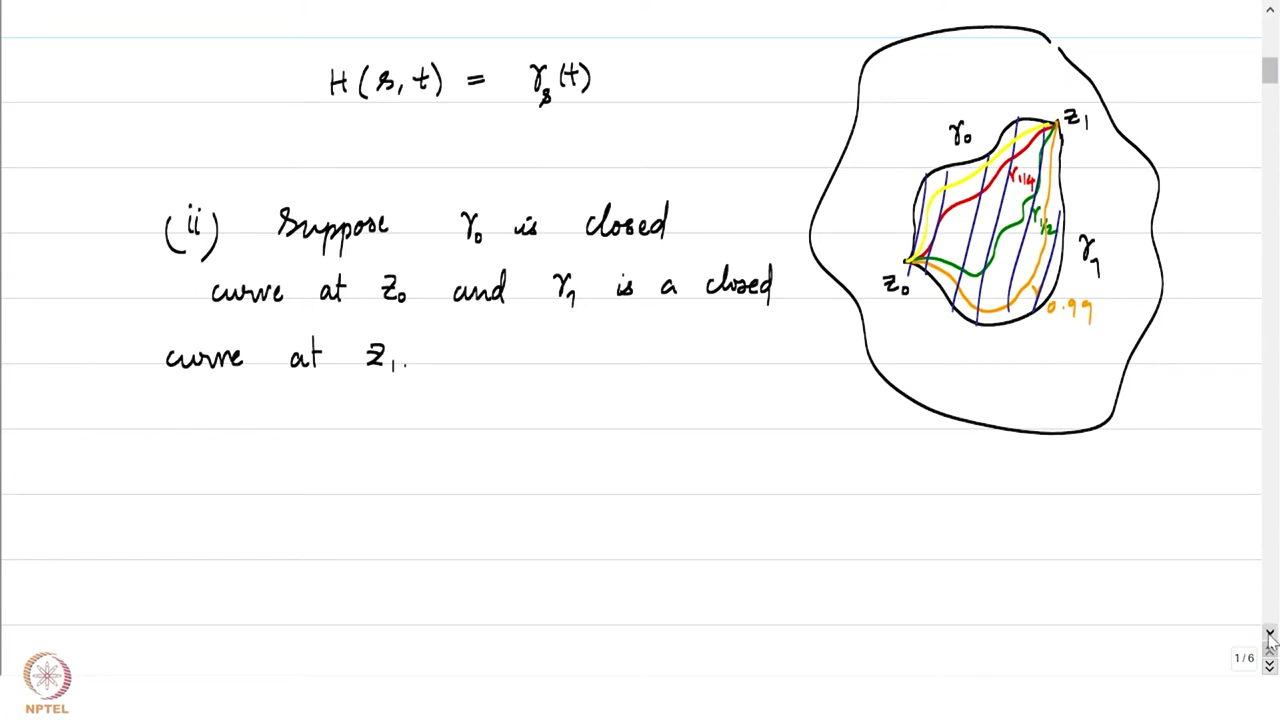 H(s, t) = γₛ(t)
(ii) Suppose γ₀ is closed
curve at z₀ and γ₁ is a closed
curve at z₁.
γ₀
z₁
γ1/4
γ1/2
γ₁
z₀
γ0.99
1/6
NPTEL